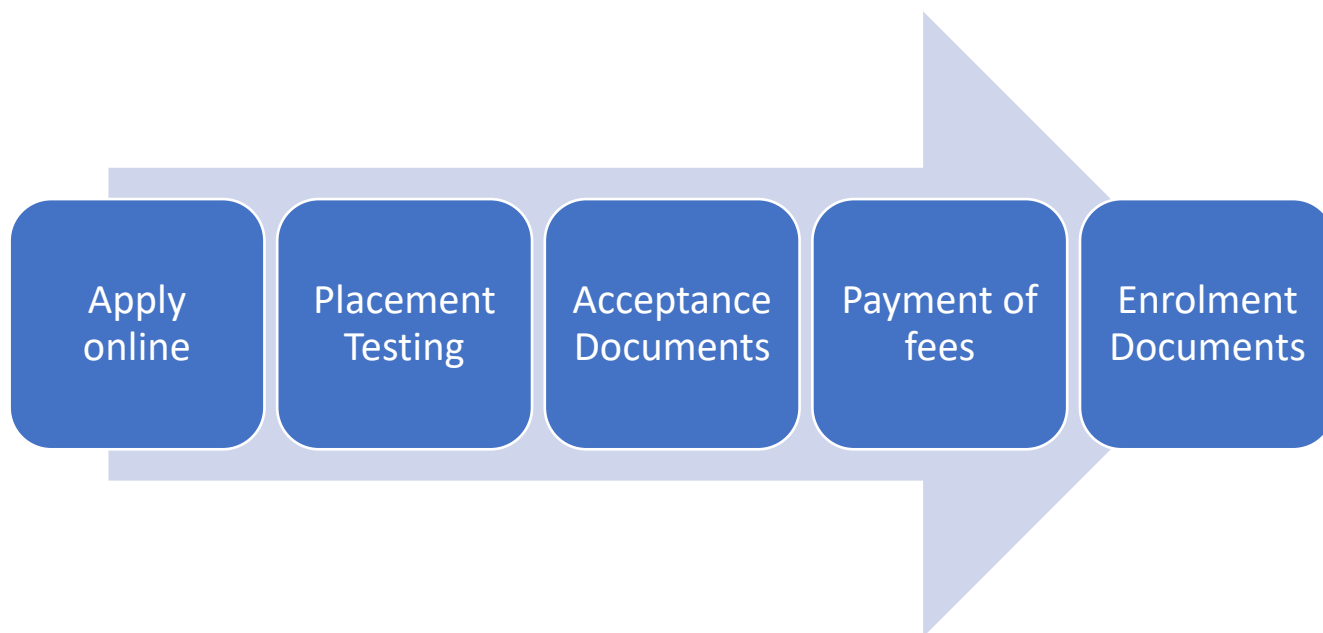 Apply
online
Placement
Testing
Acceptance
Documents
Payment of
fees
Enrolment
Documents